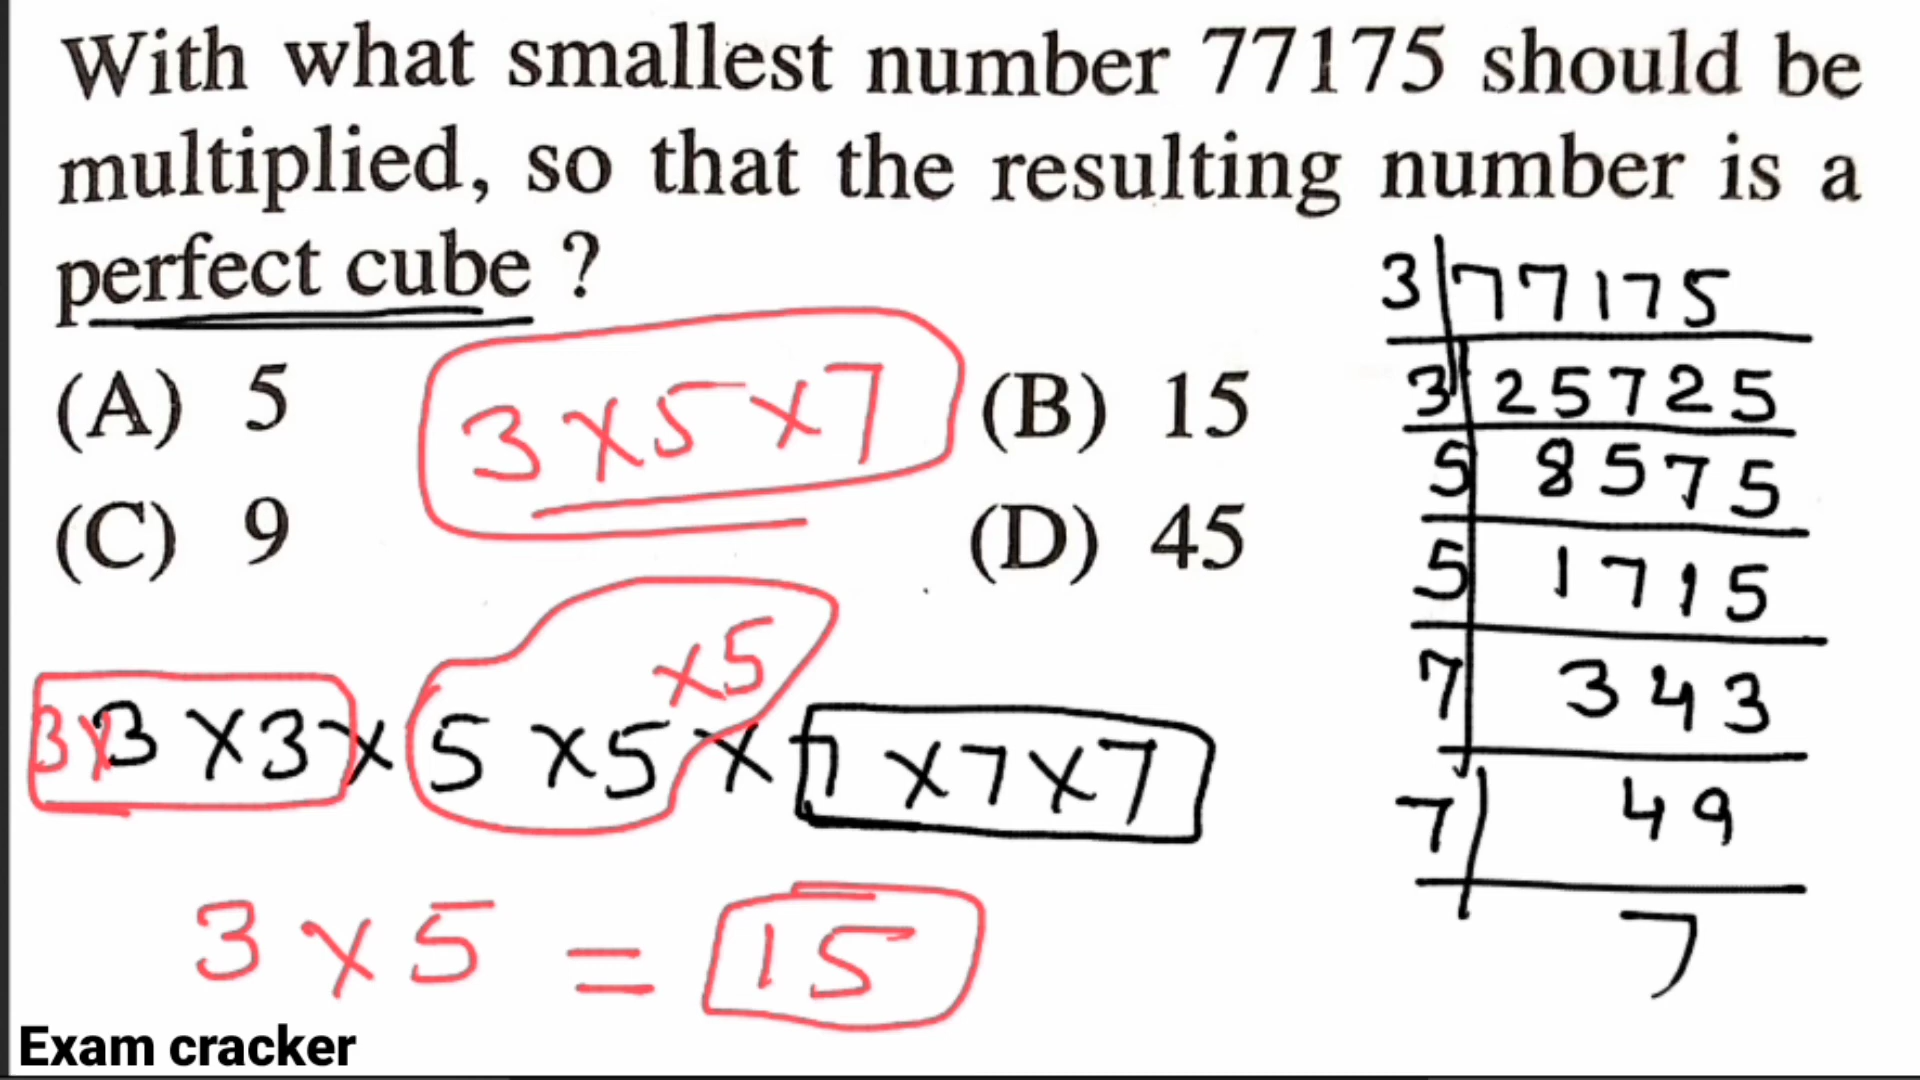 With what smallest number 77175 should be
multiplied, so that the resulting number is a
perfect cube ?
(A) 5
(B) 15
(C) 9
(D) 45
3 x 5 x 7
3 | 77175
3 | 25725
5 | 8575
5 | 1715
7 | 343
7 | 49
7
3 x 3 x 3 x 5 x 5 x 5 x 7 x 7 x 7
3 x 5 = 15
Exam cracker